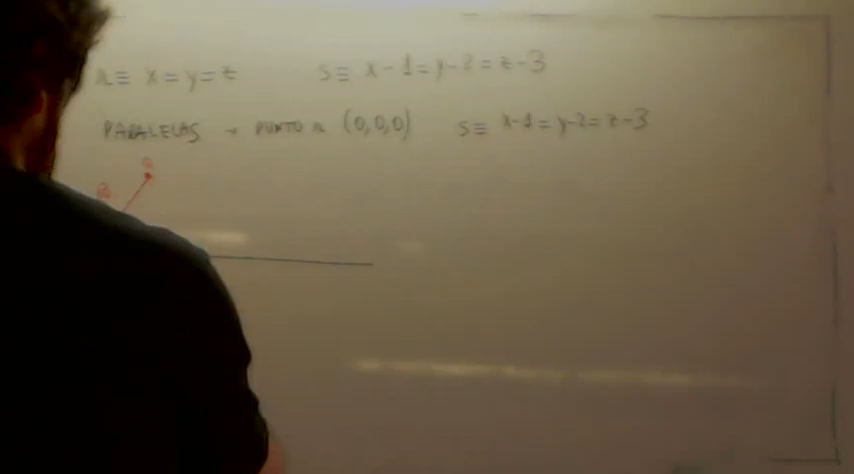 r ≡ x = y = z s ≡ x - 1 = y - 2 = z - 3
PARALELAS → PUNTO r (0,0,0) s ≡ x-1 = y-2 = z-3